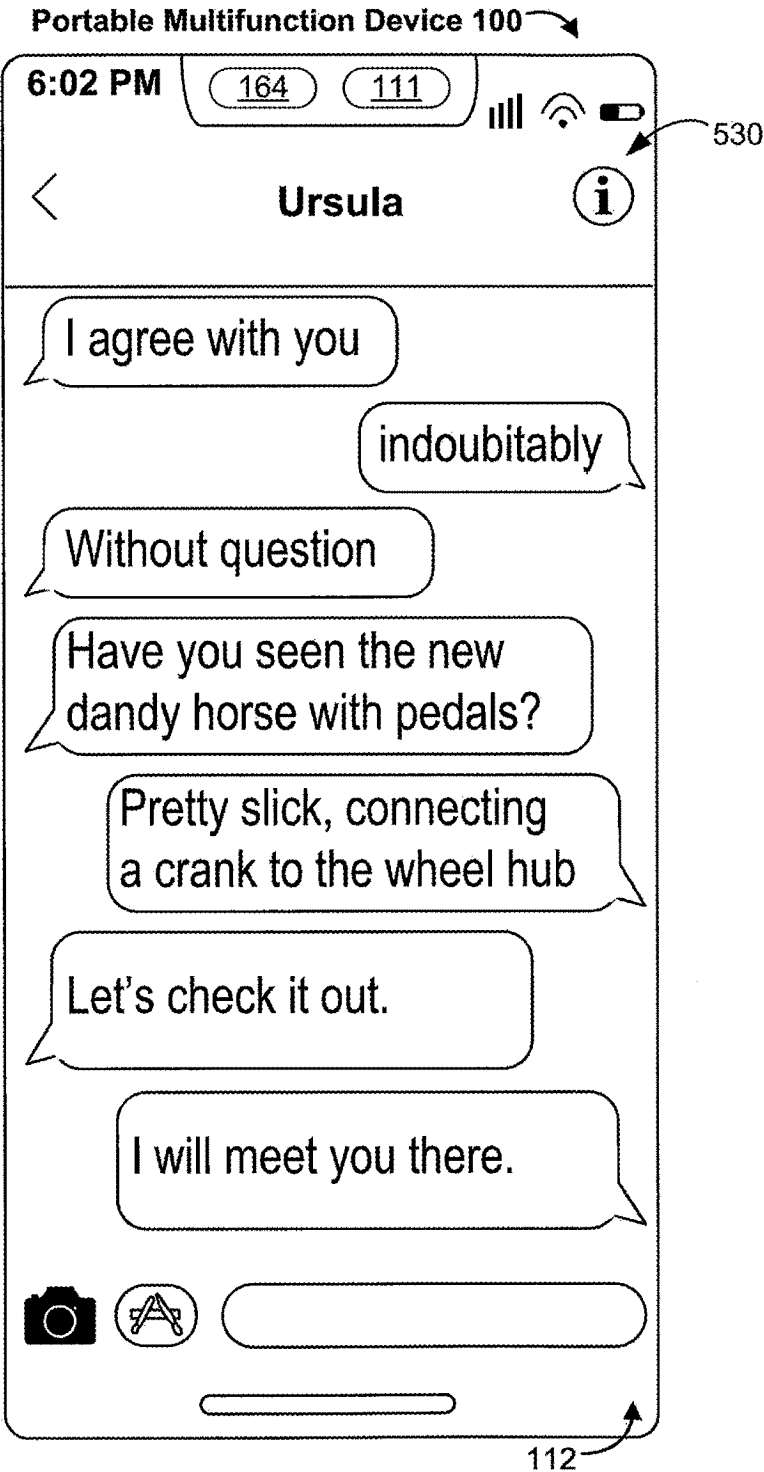 Portable Multifunction Device 100
6:02 PM 164 111
530
Ursula i
I agree with you
indoubitably
Without question
Have you seen the new
dandy horse with pedals?
Pretty slick, connecting
a crank to the wheel hub
Let's check it out.
I will meet you there.
112